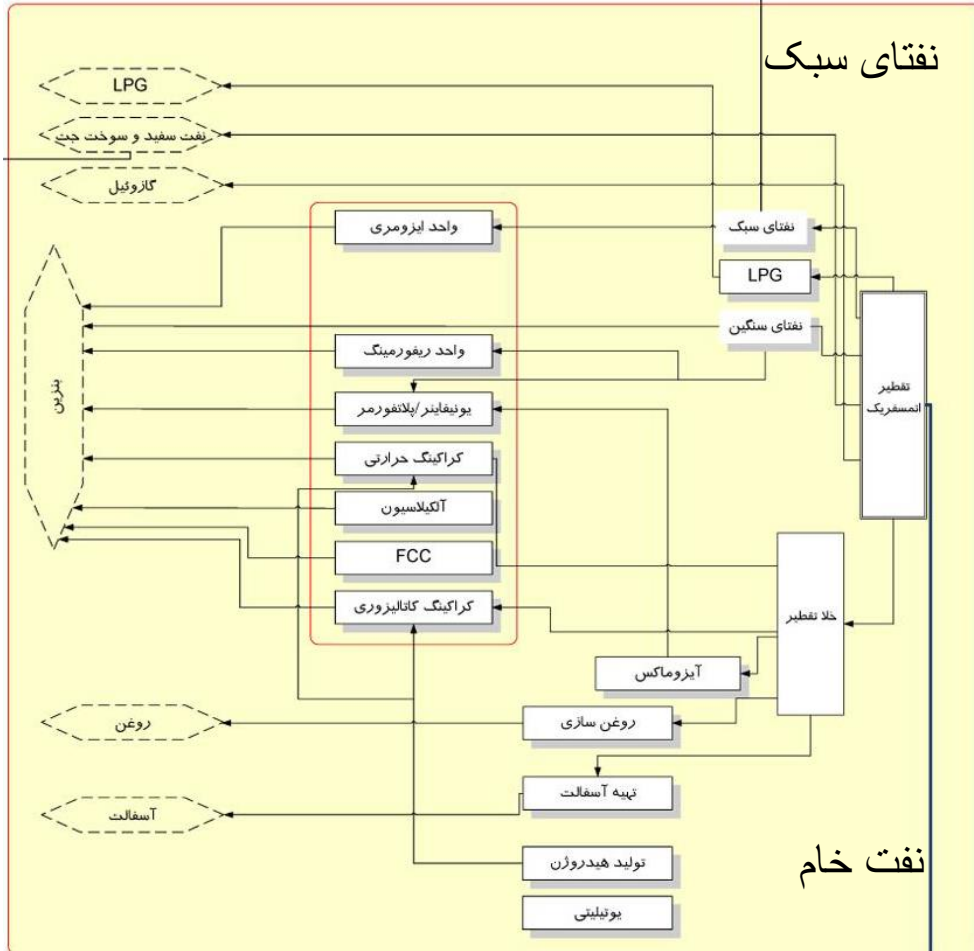 نفتای سبک
LPG
نفت سفید و سوخت جت
گازوئیل
واحد ایزومری
نفتای سبک
LPG
نفتای سنگین
واحد ریفورمینگ
تقطیر
اتمسفریک
بنزین
یونیفاینر/پلاتفورمر
کراکینگ حرارتی
آلکیلاسیون
FCC
کراکینگ کاتالیزوری
خلا تقطیر
آیزوماکس
روغن
روغن سازی
تهیه آسفالت
آسفالت
تولید هیدروژن
نفت خام
یوتیلیتی